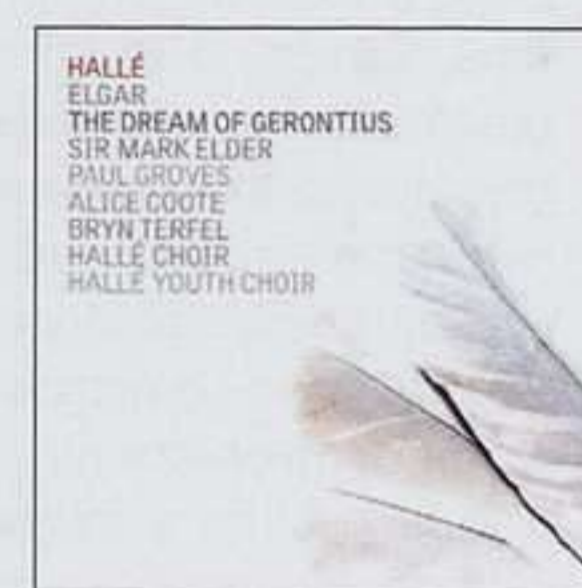 HALLÉ
ELGAR
THE DREAM OF GERONTIUS
SIR MARK ELDER
PAUL GROVES
ALICE COOTE
BRYN TERFEL
HALLÉ CHOIR
HALLÉ YOUTH CHOIR